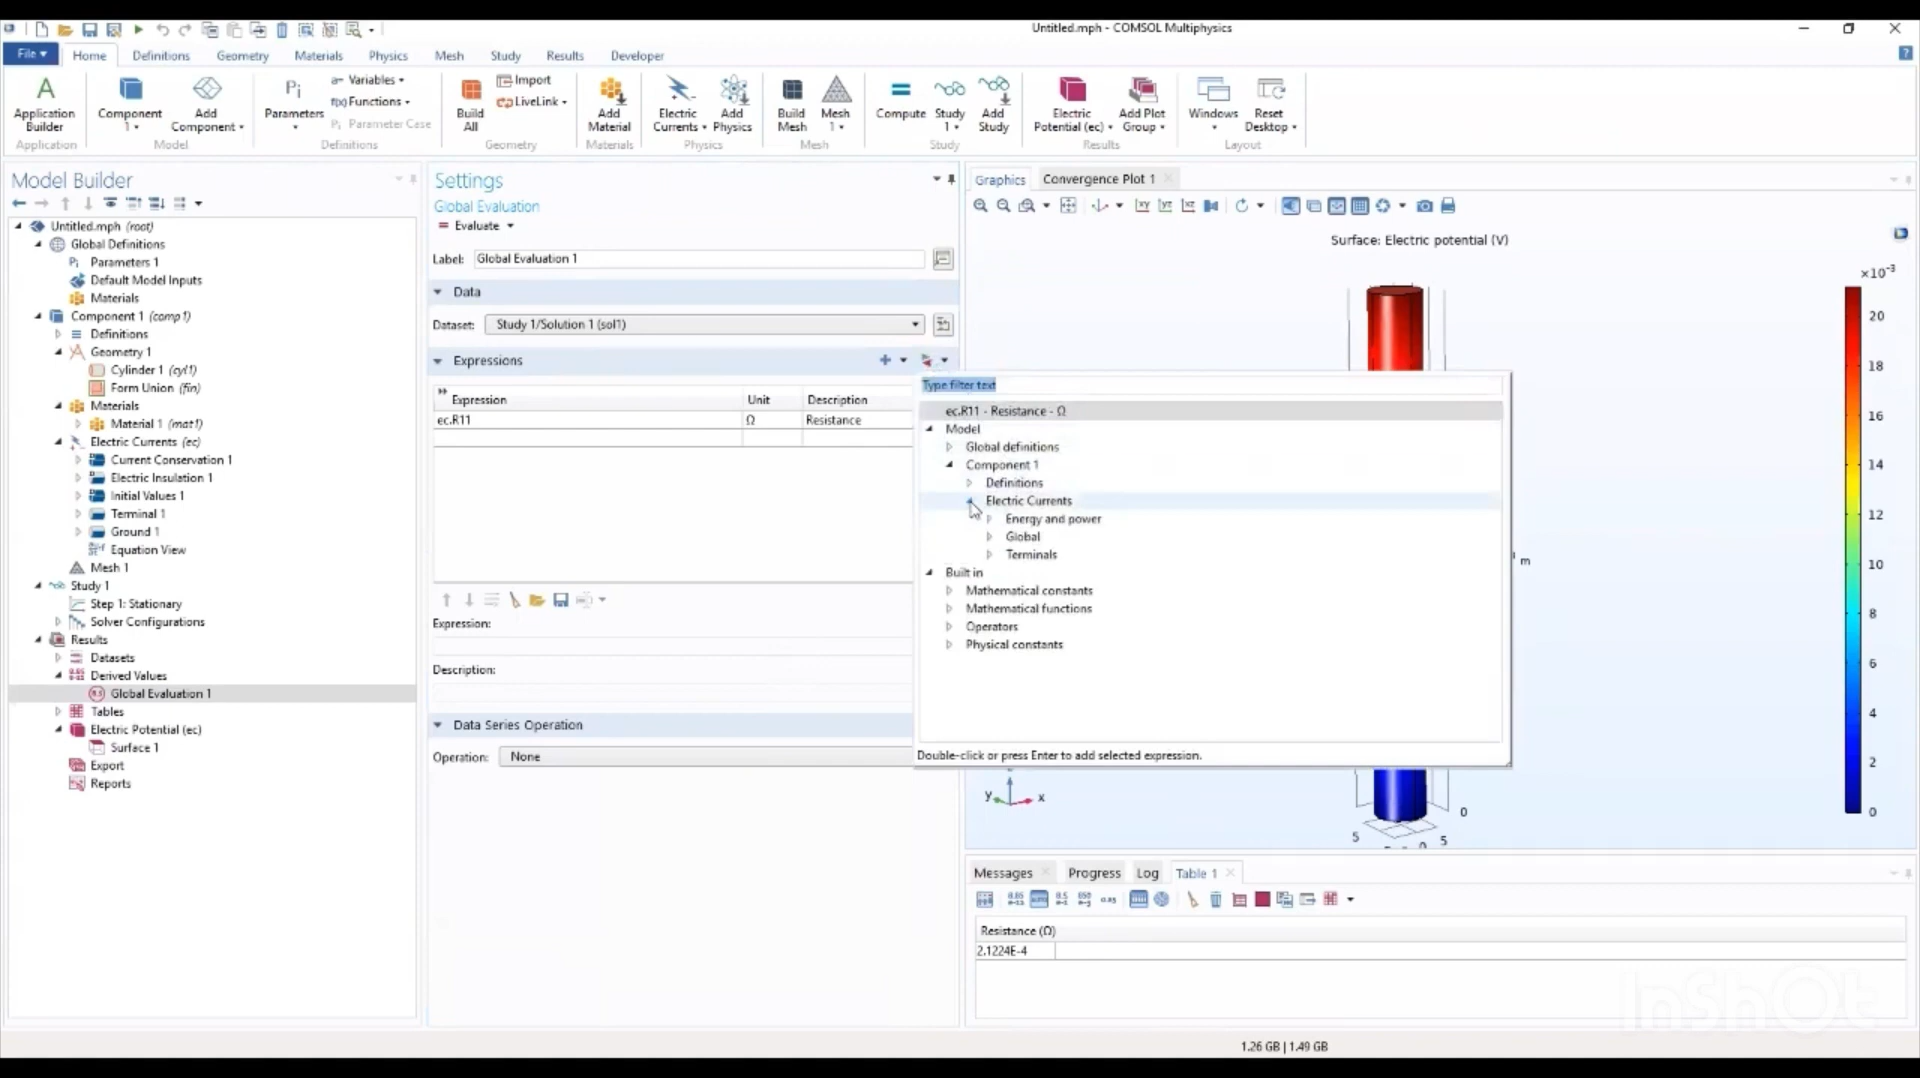 Untitled.mph - COMSOL Multiphysics
File Home Definitions Geometry Materials Physics Mesh Study Results Developer
Application Builder
Component 1
Add Component
Parameters
a= Variables
f(x) Functions
Pi Parameter Case
Build All
Import
LiveLink
Add Material
Electric Currents
Add Physics
Build Mesh
Mesh 1
Compute
Study 1
Add Study
Electric Potential (ec)
Add Plot Group
Windows
Reset Desktop
Application Model Definitions Geometry Materials Physics Mesh Study Results Layout
Model Builder
Untitled.mph (root)
Global Definitions
Pi Parameters 1
Default Model Inputs
Materials
Component 1 (comp1)
Definitions
Geometry 1
Cylinder 1 (cyl1)
Form Union (fin)
Materials
Material 1 (mat1)
Electric Currents (ec)
Current Conservation 1
Electric Insulation 1
Initial Values 1
Terminal 1
Ground 1
Equation View
Mesh 1
Study 1
Step 1: Stationary
Solver Configurations
Results
Datasets
Derived Values
Global Evaluation 1
Tables
Electric Potential (ec)
Surface 1
Export
Reports
Settings
Global Evaluation
= Evaluate
Label: Global Evaluation 1
Data
Dataset: Study 1/Solution 1 (sol1)
Expressions
Expression Unit Description
ec.R11 Ω Resistance
Expression:
Description:
Data Series Operation
Operation: None
Type filter text
ec.R11 - Resistance - Ω
Model
Global definitions
Component 1
Definitions
Electric Currents
Energy and power
Global
Terminals
Built in
Mathematical constants
Mathematical functions
Operators
Physical constants
Double-click or press Enter to add selected expression.
Graphics Convergence Plot 1
Surface: Electric potential (V)
×10⁻³
20
18
16
14
12
10
8
6
4
2
0
m
y x
0
5 5
0
Messages Progress Log Table 1
Resistance (Ω)
2.1224E-4
InShOt
1.26 GB | 1.49 GB